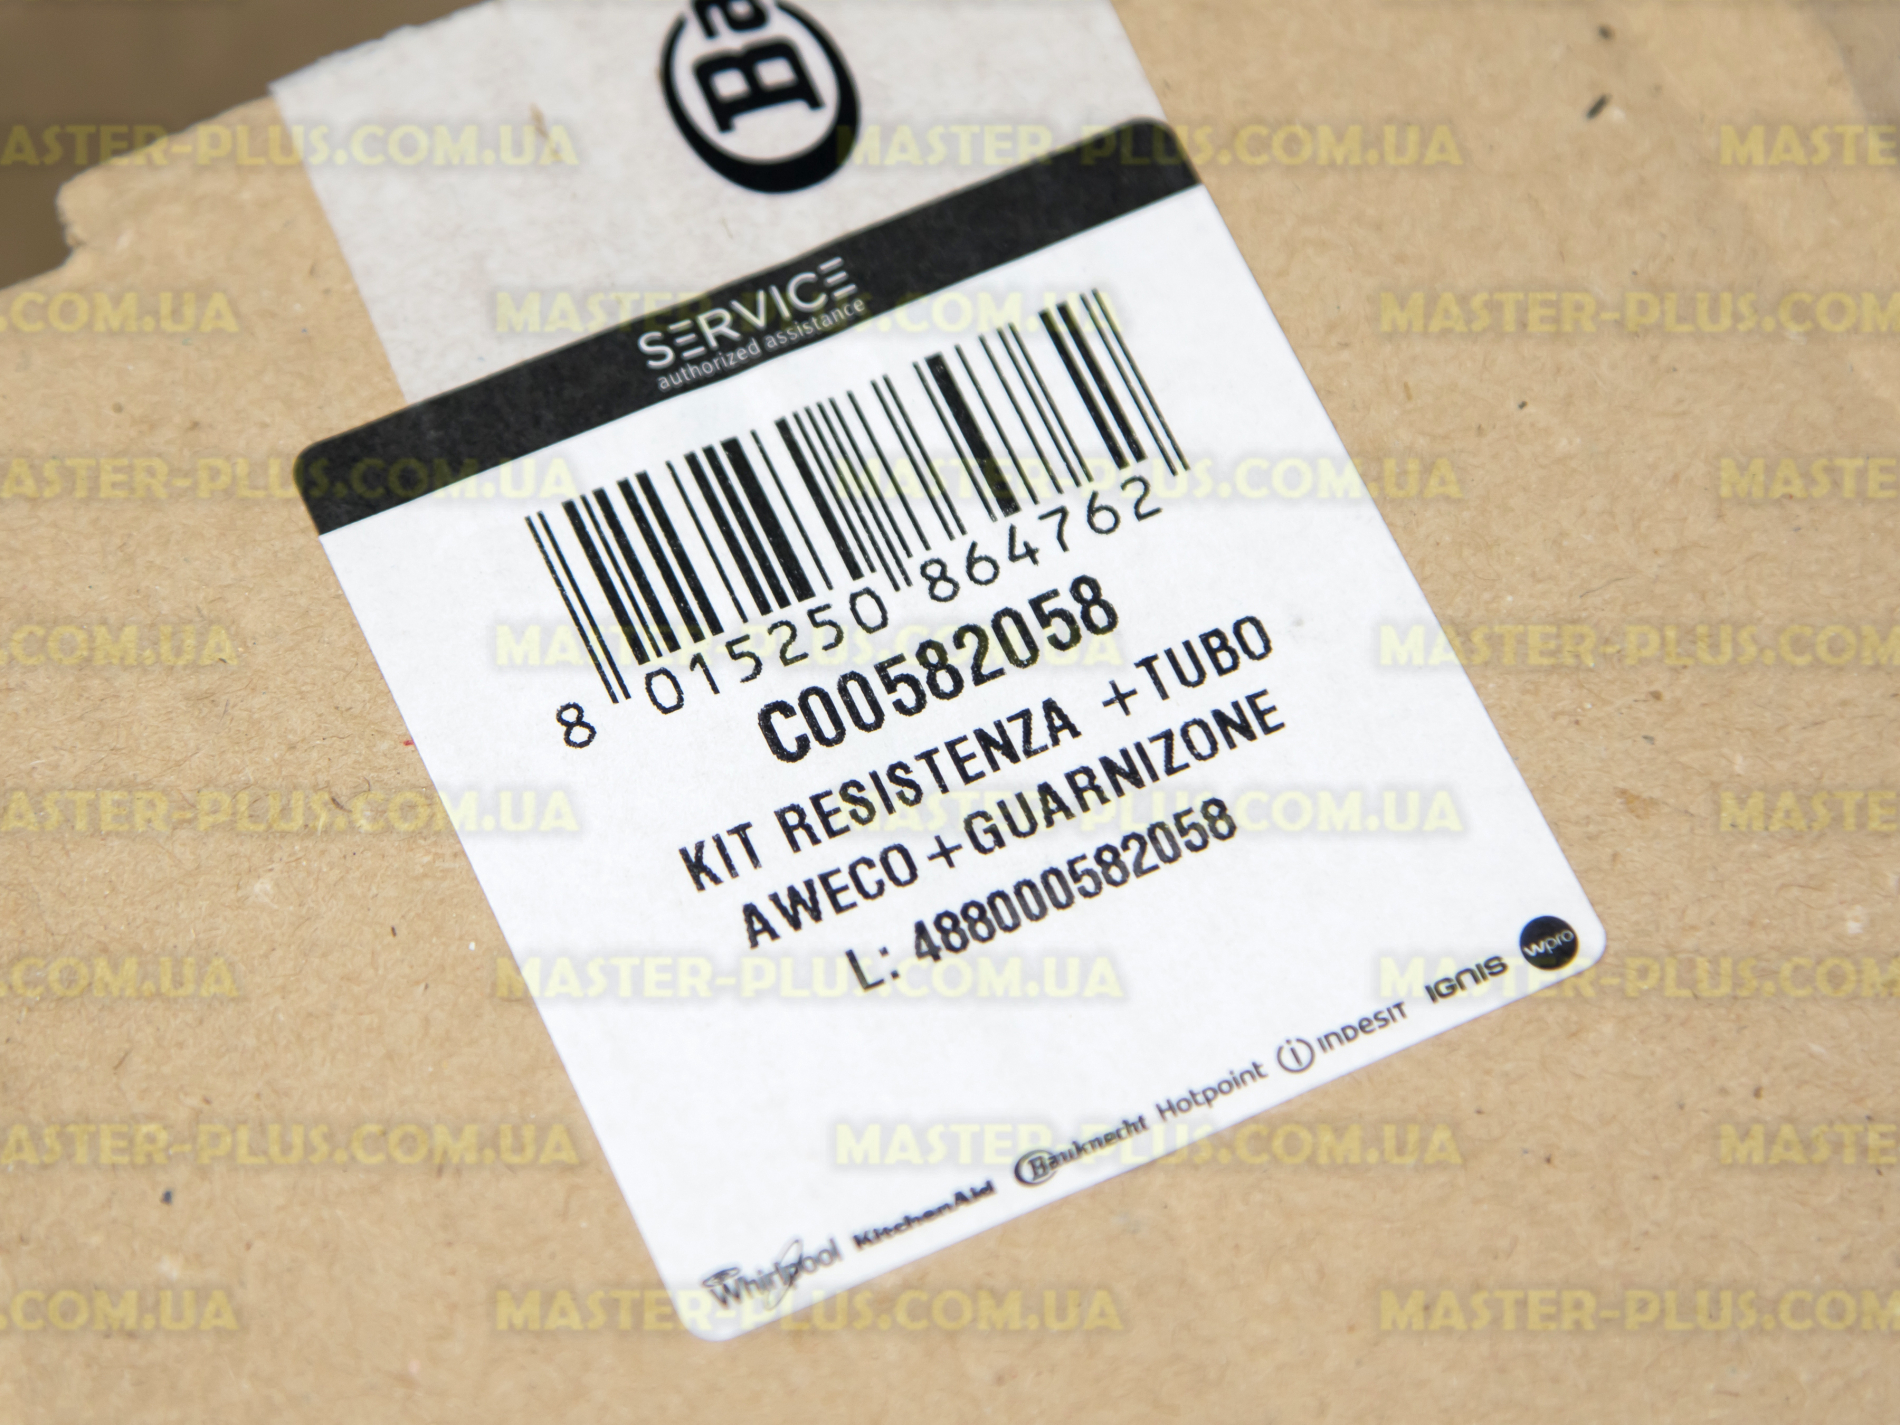 Ba
SERVICE
authorized assistance
8 015250 864762
C00582058
KIT RESISTENZA +TUBO
AWECO+GUARNIZONE
L: 488000582058
Whirlpool KitchenAid Bauknecht Hotpoint indesit IGNIS wpro
MASTER-PLUS.COM.UA